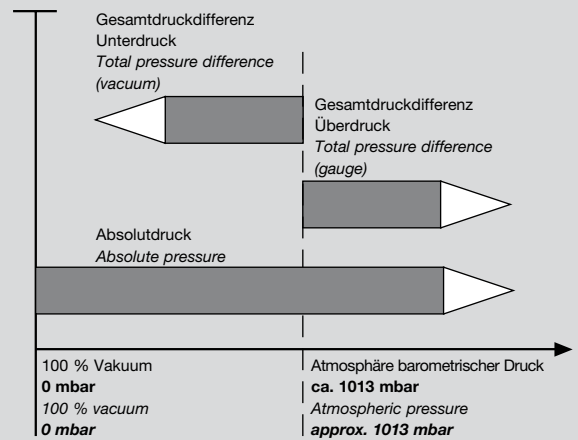 Gesamtdruckdifferenz
Unterdruck
Total pressure difference
(vacuum)
Gesamtdruckdifferenz
Überdruck
Total pressure difference
(gauge)
Absolutdruck
Absolute pressure
100 % Vakuum
0 mbar
100 % vacuum
0 mbar
Atmosphäre barometrischer Druck
ca. 1013 mbar
Atmospheric pressure
approx. 1013 mbar